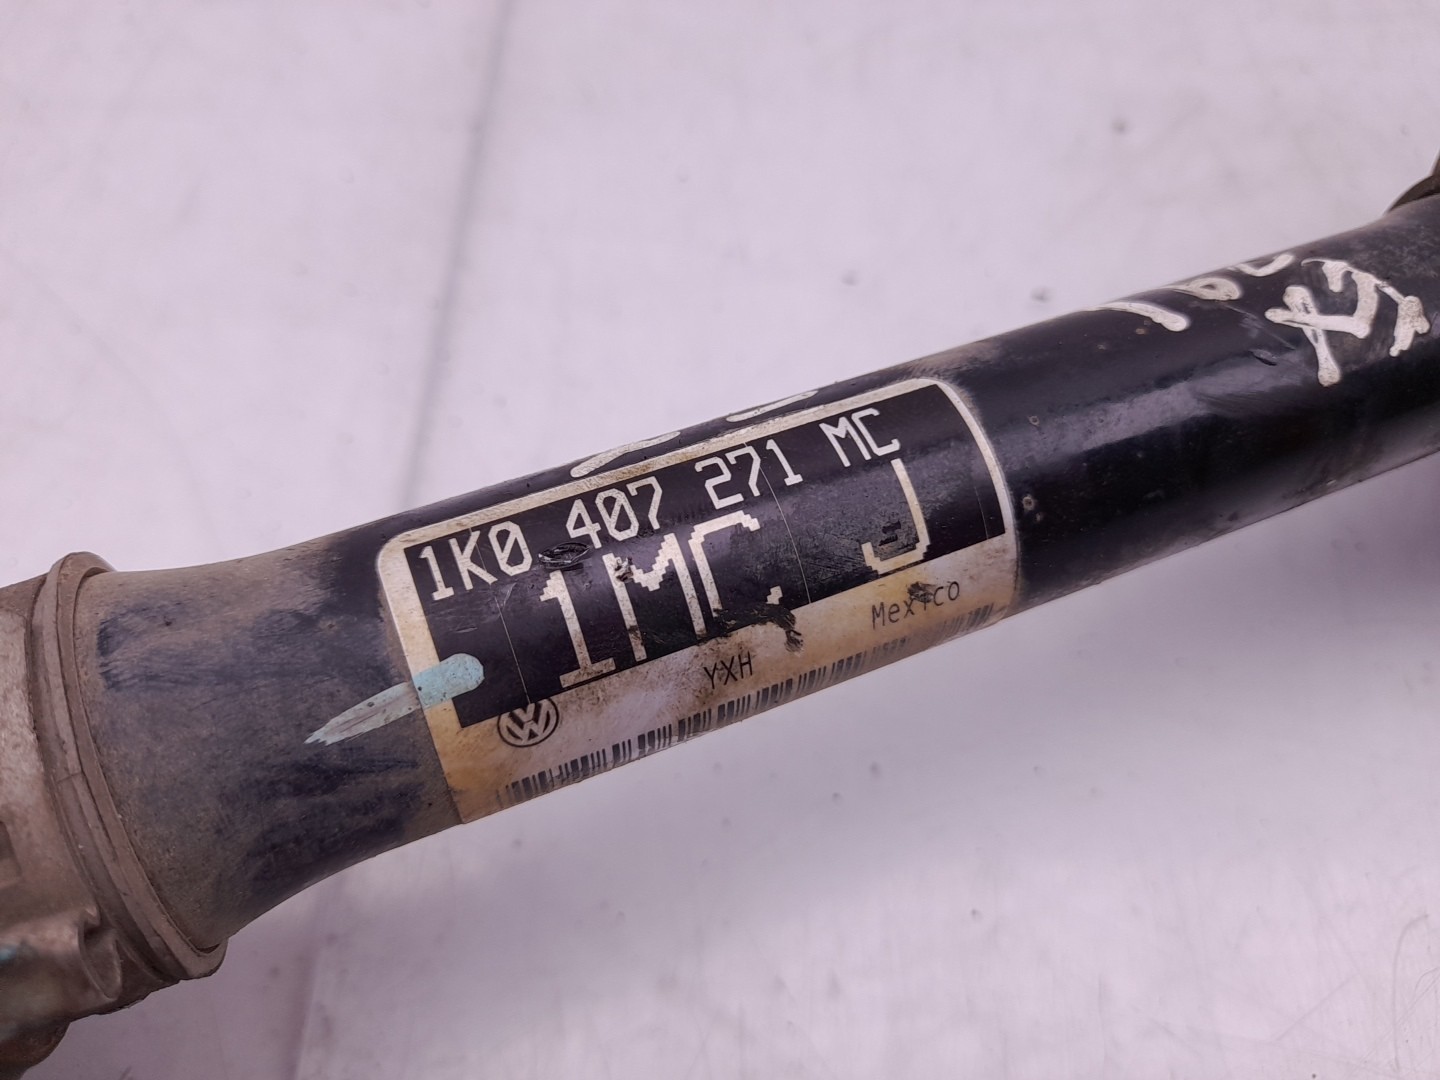 1K0 407 271 MC
1MC J
Mexico
YXH